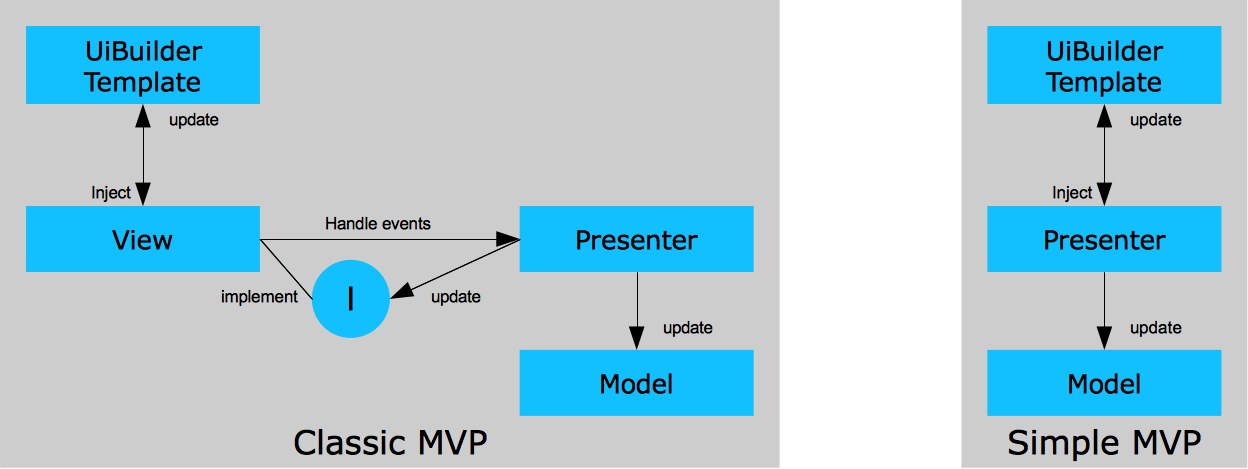 UiBuilder
Template
update
Inject
View
Handle events
Presenter
implement
I
update
update
Model
Classic MVP
UiBuilder
Template
update
Inject
Presenter
update
Model
Simple MVP